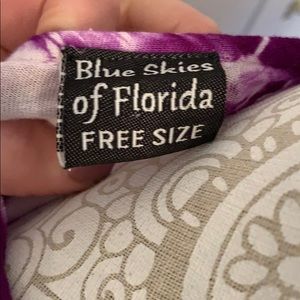 Blue Skies
of Florida
FREE SIZE